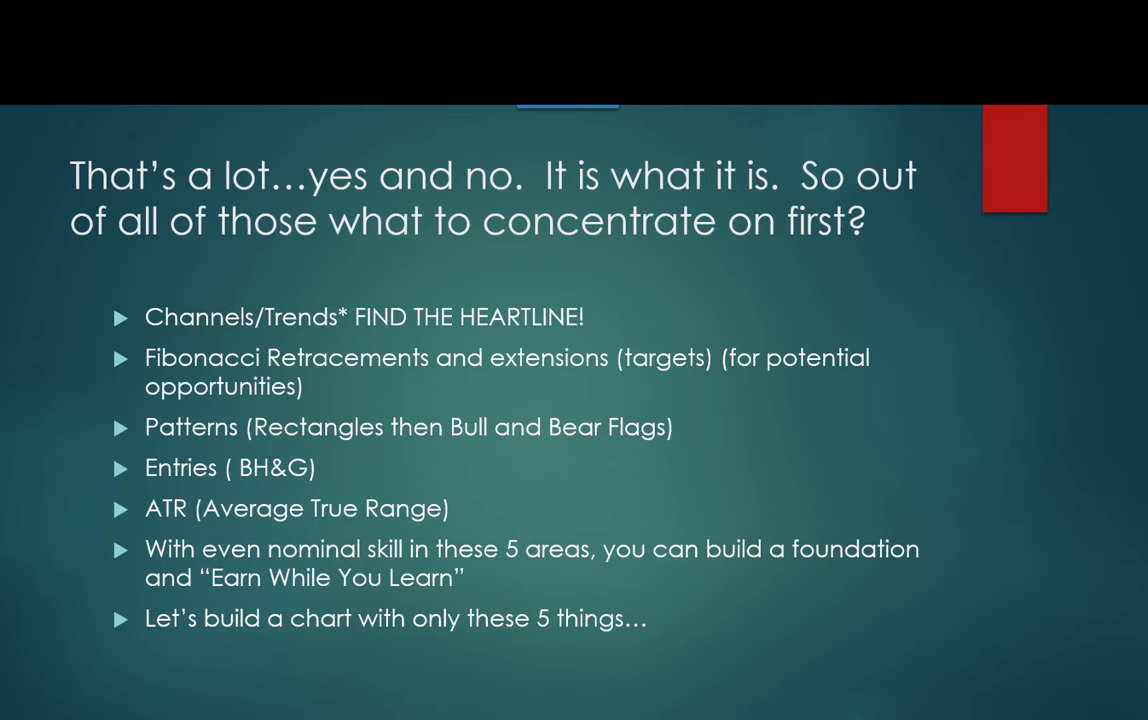 That’s a lot…yes and no.  It is what it is.  So out
of all of those what to concentrate on first?
Channels/Trends* FIND THE HEARTLINE!
Fibonacci Retracements and extensions (targets) (for potential
opportunities)
Patterns (Rectangles then Bull and Bear Flags)
Entries ( BH&G)
ATR (Average True Range)
With even nominal skill in these 5 areas, you can build a foundation
and “Earn While You Learn”
Let’s build a chart with only these 5 things…